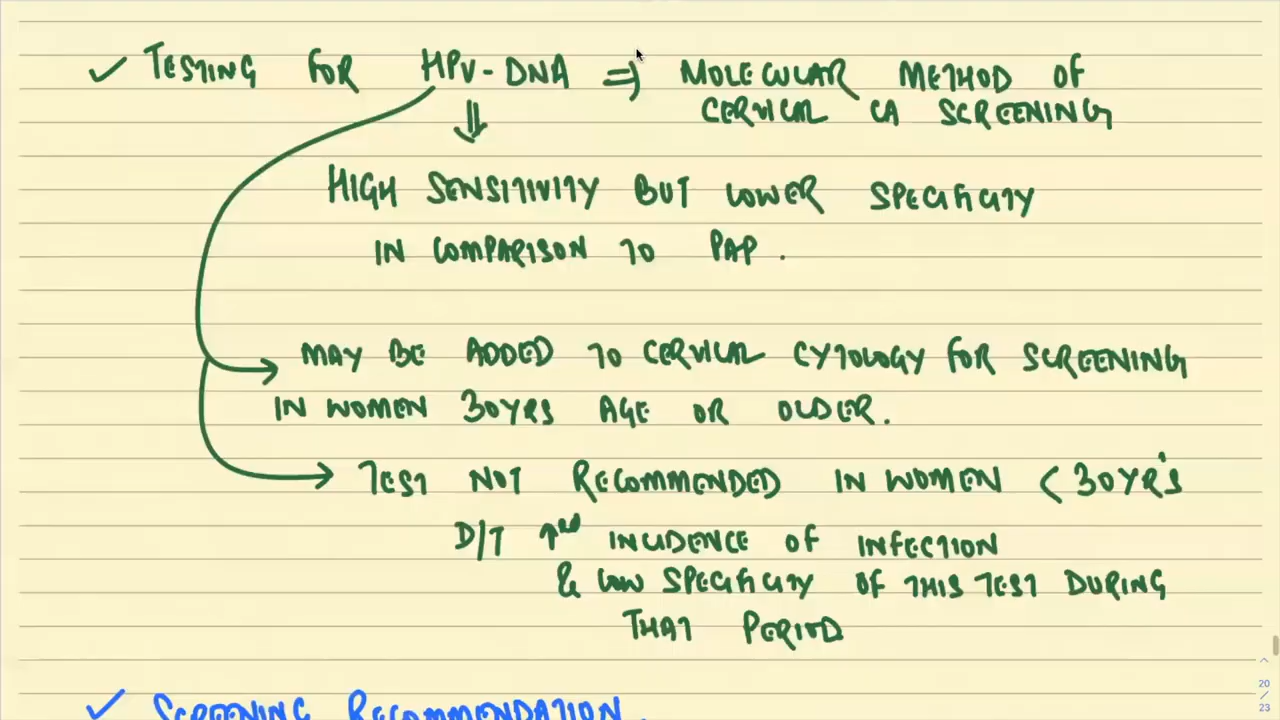 ✓ TESTING FOR HPV-DNA ⇒ MOLECULAR METHOD OF
CERVICAL CA SCREENING
⇓
HIGH SENSITIVITY BUT LOWER SPECIFICITY
IN COMPARISON TO PAP.
→ MAY BE ADDED TO CERVICAL CYTOLOGY FOR SCREENING
IN WOMEN 30YRS AGE OR OLDER.
→ TEST NOT RECOMMENDED IN WOMEN < 30YR'S
D/T ↑ed INCIDENCE OF INFECTION
& LOW SPECIFICITY OF THIS TEST DURING
THAT PERIOD
✓ SCREENING RECOMMENDATION.
20
/
23